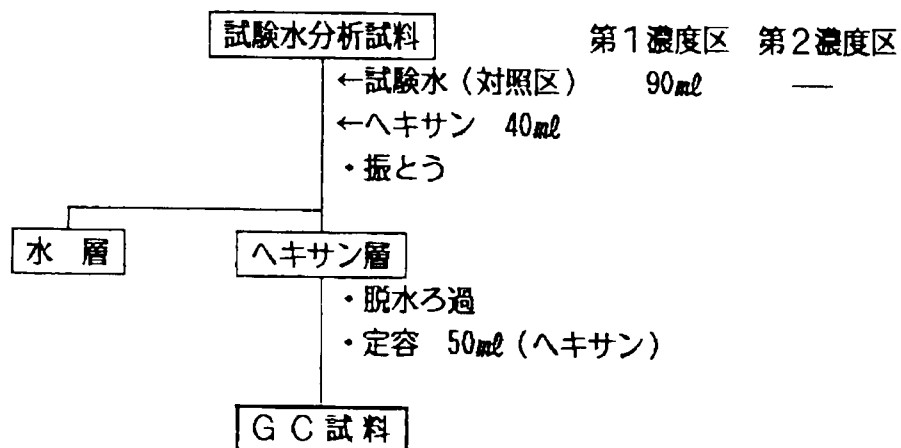 試験水分析試料 第1濃度区 第2濃度区
←試験水(対照区) 90ml —
←ヘキサン 40ml
・振とう
水層 ヘキサン層
・脱水ろ過
・定容 50ml(ヘキサン)
GC試料